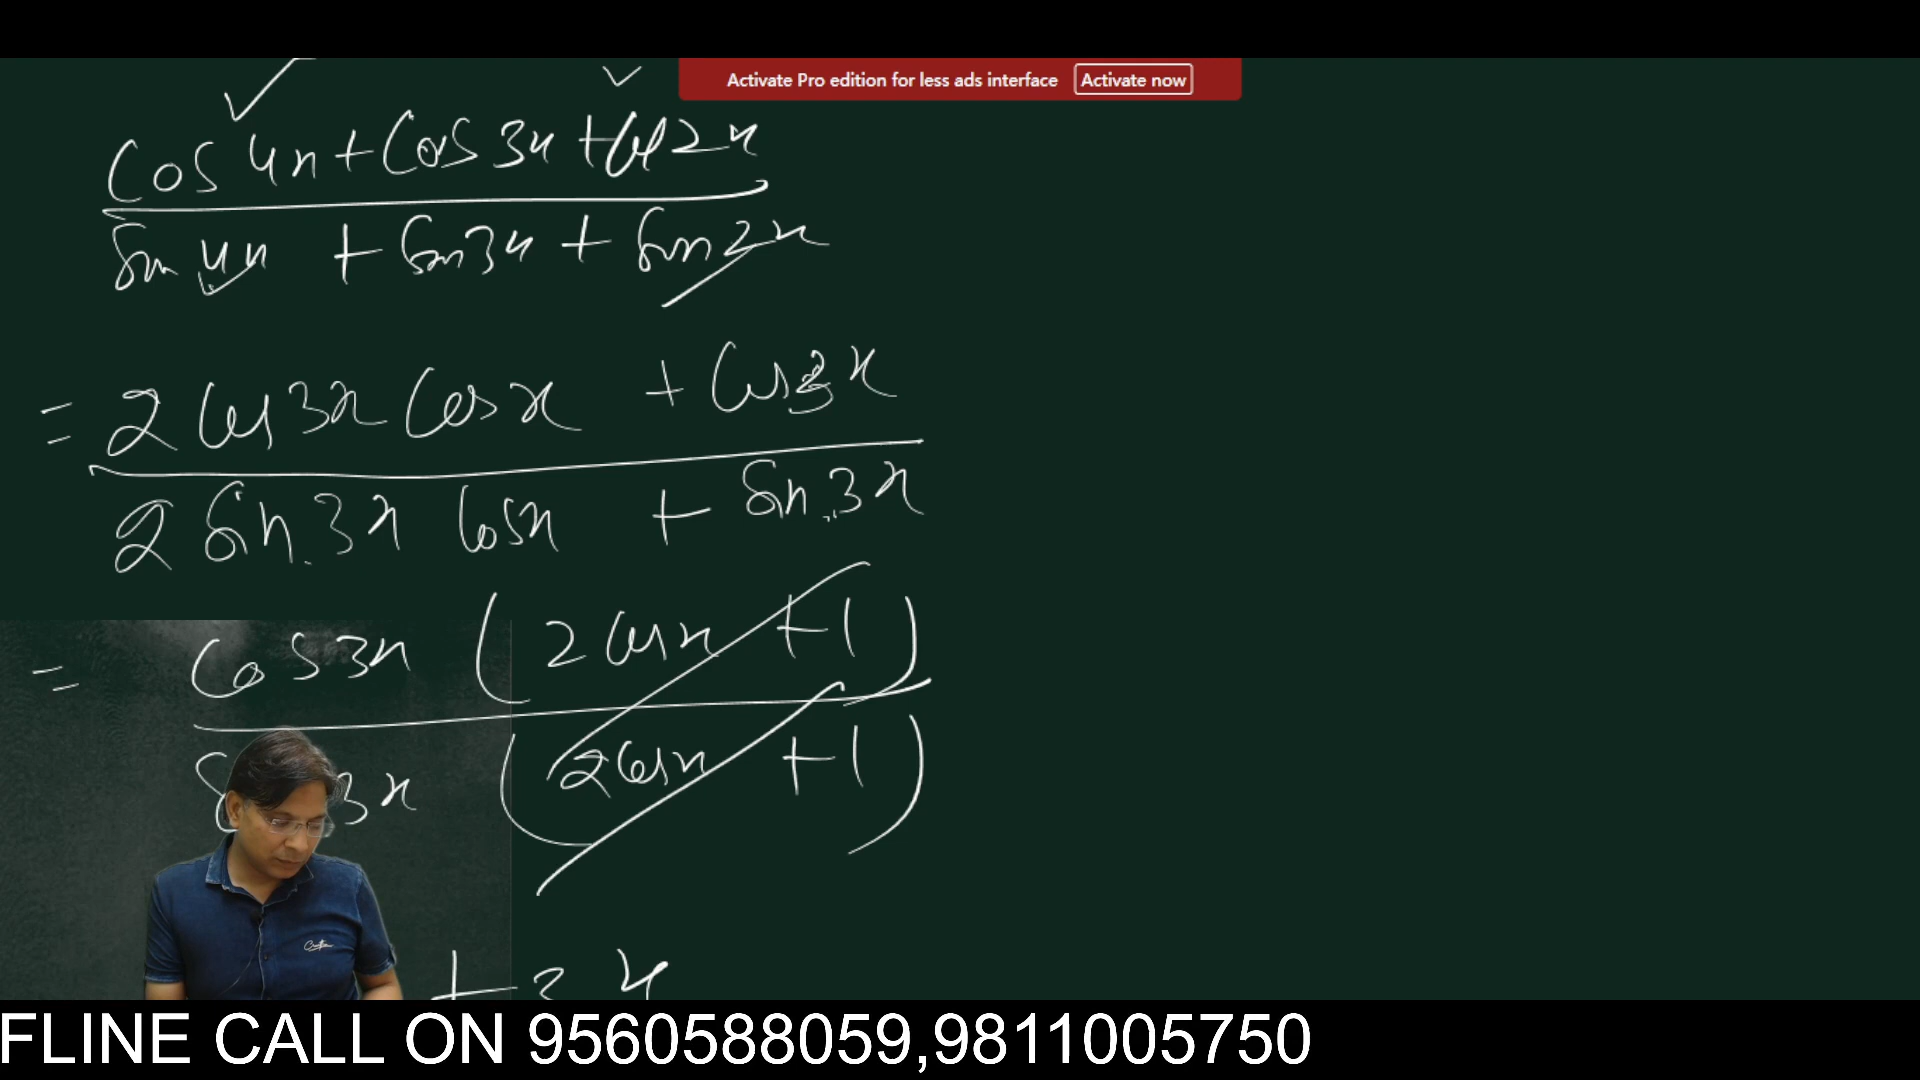 Activate Pro edition for less ads interface Activate now
Cos 4x + Cos 3x + Cos 2x
Sin 4x + Sin 3x + Sin 2x
= 2 Cos 3x Cos x + Cos 3x
2 Sin 3x Cos x + Sin 3x
= Cos 3x ( 2 Cos x + 1 )
3x ( 2 Cos x + 1 )
FLINE CALL ON 9560588059,9811005750